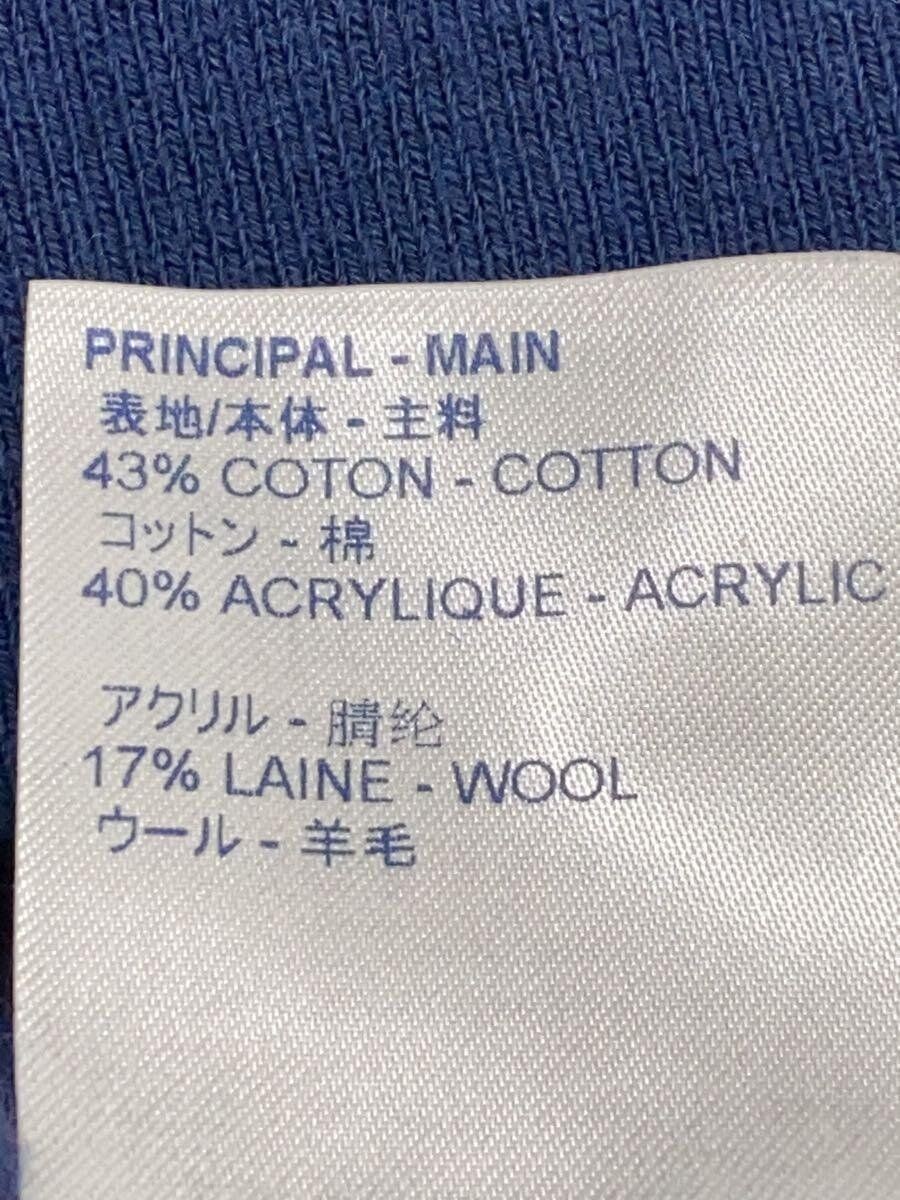 PRINCIPAL - MAIN
表地/本体 - 主料
43% COTON - COTTON
コットン - 棉
40% ACRYLIQUE - ACRYLIC
アクリル - 腈纶
17% LAINE - WOOL
ウール - 羊毛